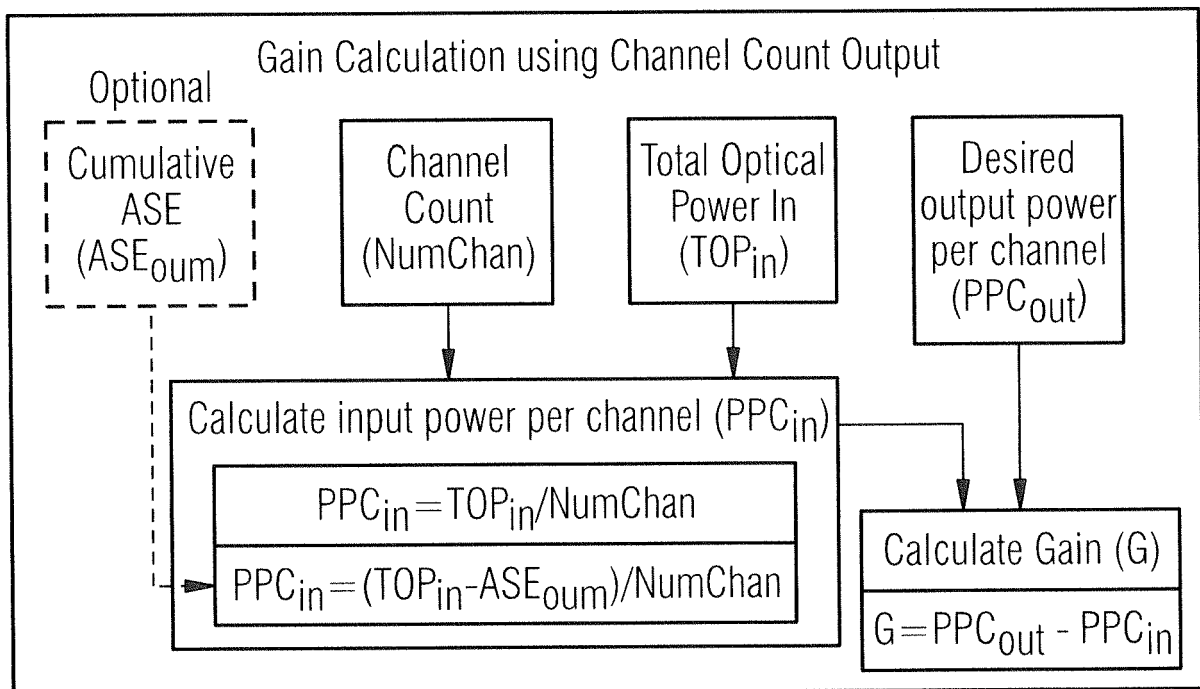 Gain Calculation using Channel Count Output
Optional
Cumulative
ASE
(ASEoum)
Channel
Count
(NumChan)
Total Optical
Power In
(TOPin)
Desired
output power
per channel
(PPCout)
Calculate input power per channel (PPCin)
PPCin=TOPin/NumChan
PPCin=(TOPin-ASEoum)/NumChan
Calculate Gain (G)
G=PPCout - PPCin